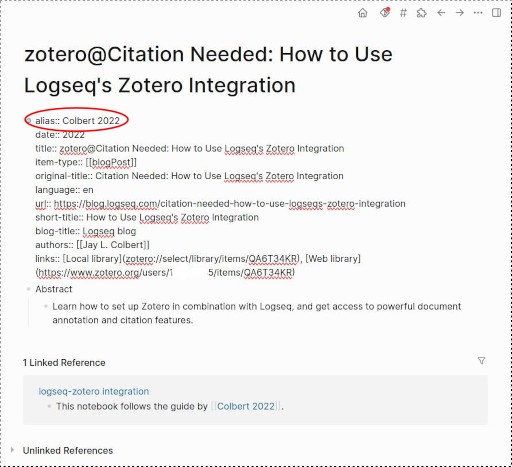 zotero@Citation Needed: How to Use
Logseq's Zotero Integration
alias:: Colbert 2022
date:: 2022
title:: zotero@Citation Needed: How to Use Logseq's Zotero Integration
item-type:: [[blogPost]]
original-title:: Citation Needed: How to Use Logseq's Zotero Integration
language:: en
url:: https://blog.logseq.com/citation-needed-how-to-use-logseqs-zotero-integration
short-title:: How to Use Logseq's Zotero Integration
blog-title:: Logseq blog
authors:: [[Jay L. Colbert]]
links:: [Local library](zotero://select/library/items/QA6T34KR), [Web library]
(https://www.zotero.org/users/1 5/items/QA6T34KR)
Abstract
Learn how to set up Zotero in combination with Logseq, and get access to powerful document
annotation and citation features.
1 Linked Reference
logseq-zotero integration
This notebook follows the guide by [[Colbert 2022]].
Unlinked References